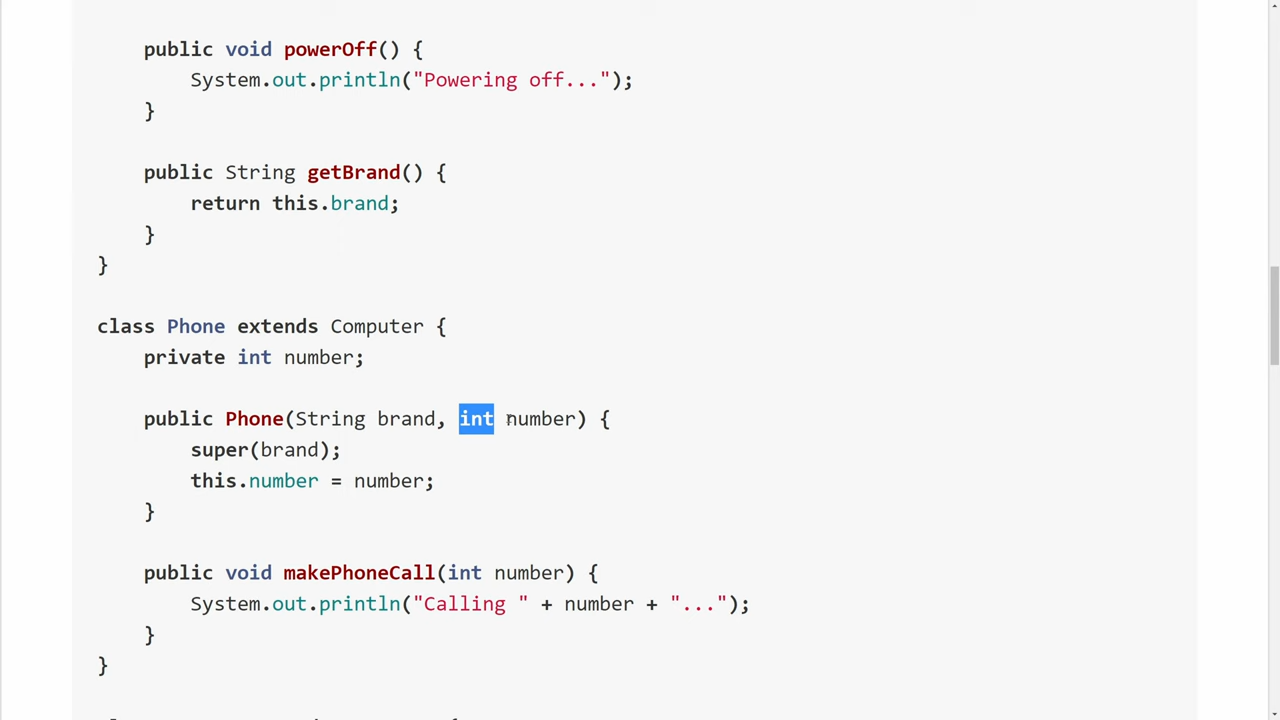 public void powerOff() {
System.out.println("Powering off...");
}
public String getBrand() {
return this.brand;
}
}
class Phone extends Computer {
private int number;
public Phone(String brand, int number) {
super(brand);
this.number = number;
}
public void makePhoneCall(int number) {
System.out.println("Calling " + number + "...");
}
}